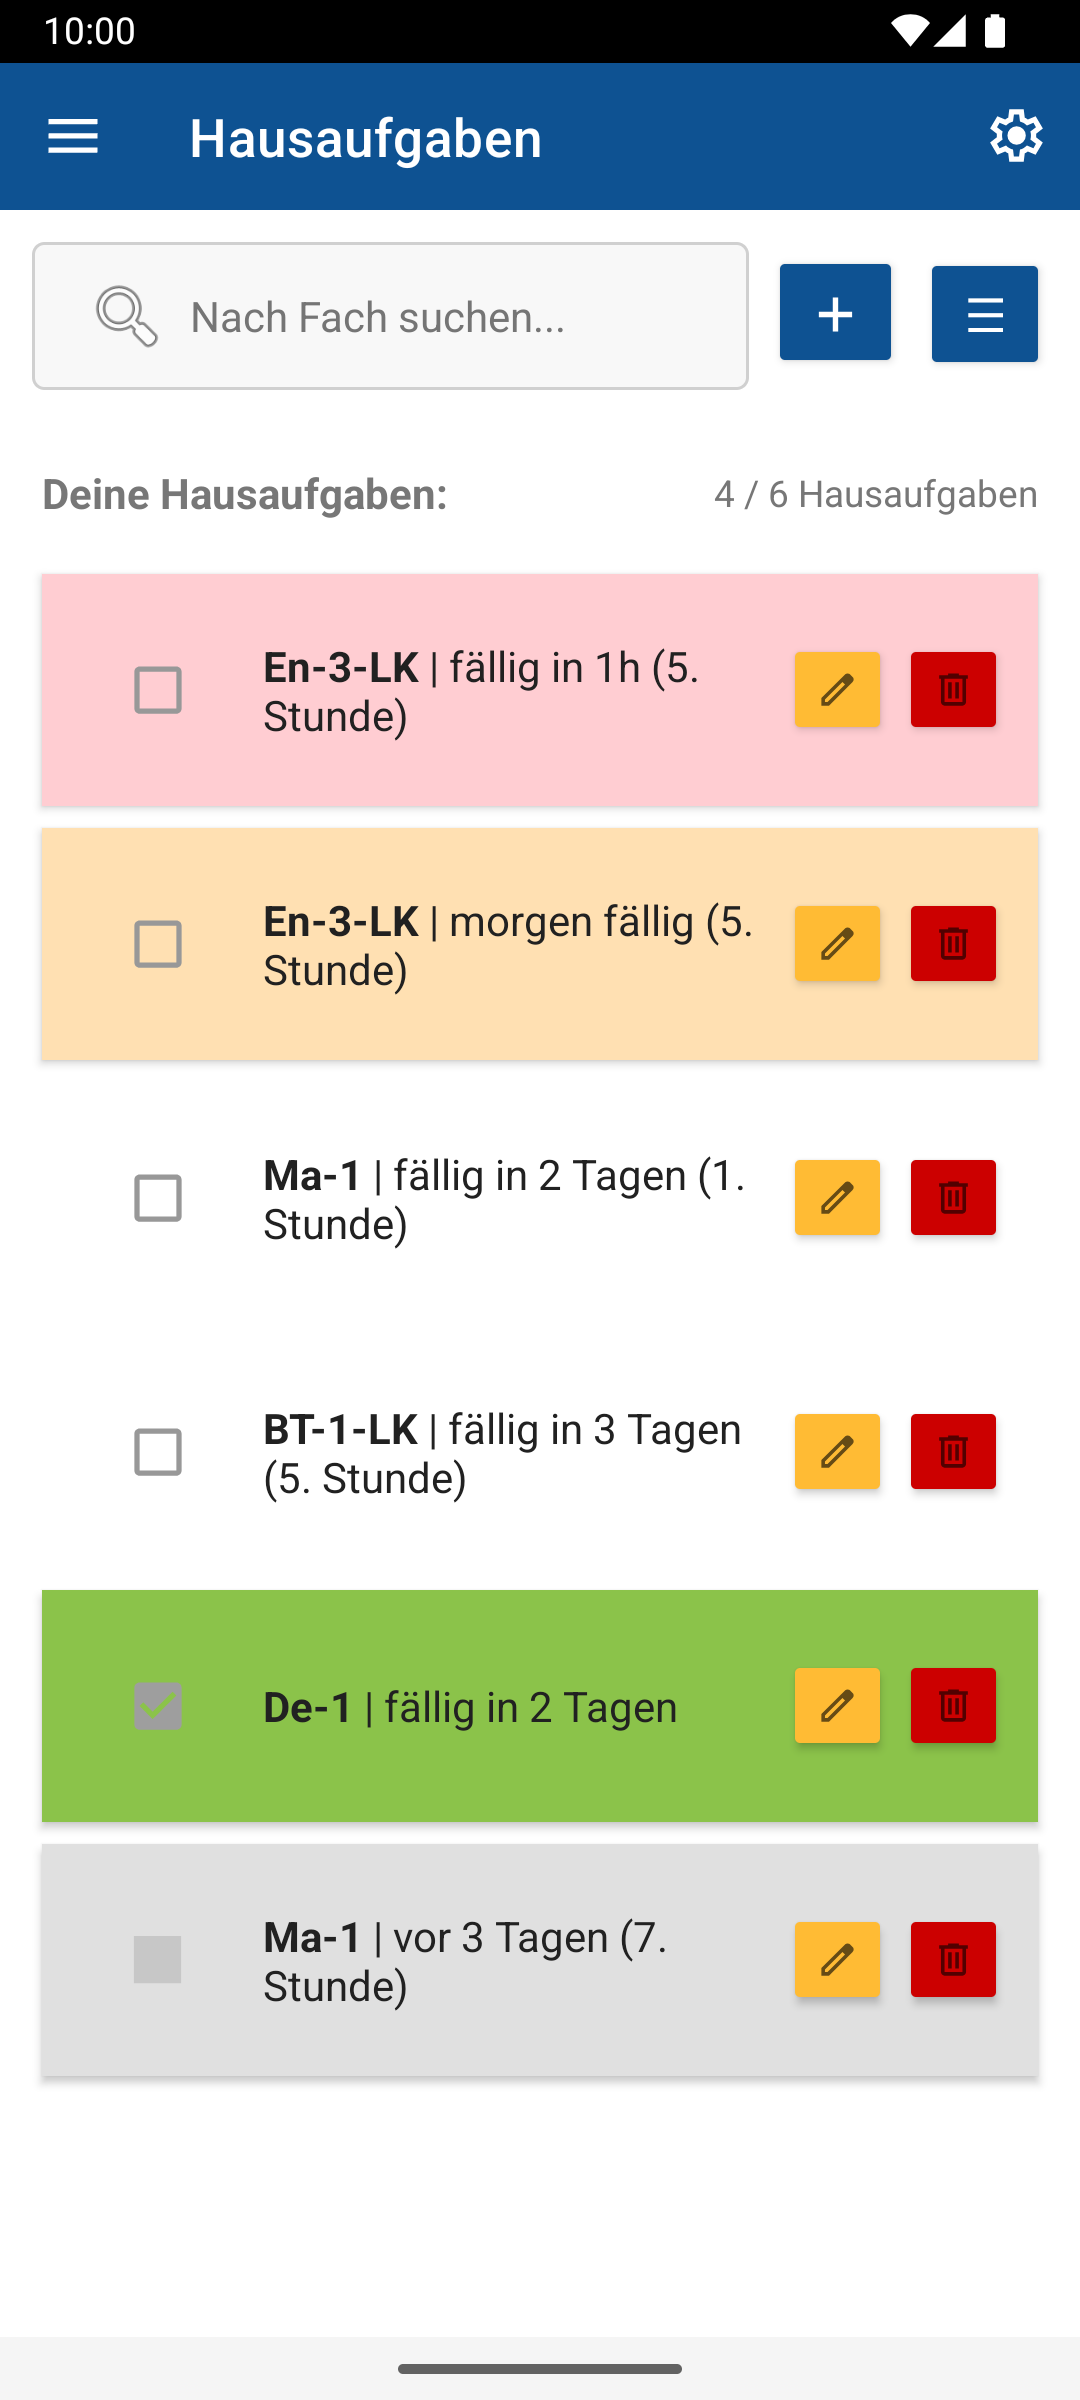 10:00
Hausaufgaben
Nach Fach suchen...
Deine Hausaufgaben:
4 / 6 Hausaufgaben
En-3-LK | fällig in 1h (5.
Stunde)
En-3-LK | morgen fällig (5.
Stunde)
Ma-1 | fällig in 2 Tagen (1.
Stunde)
BT-1-LK | fällig in 3 Tagen
(5. Stunde)
De-1 | fällig in 2 Tagen
Ma-1 | vor 3 Tagen (7.
Stunde)